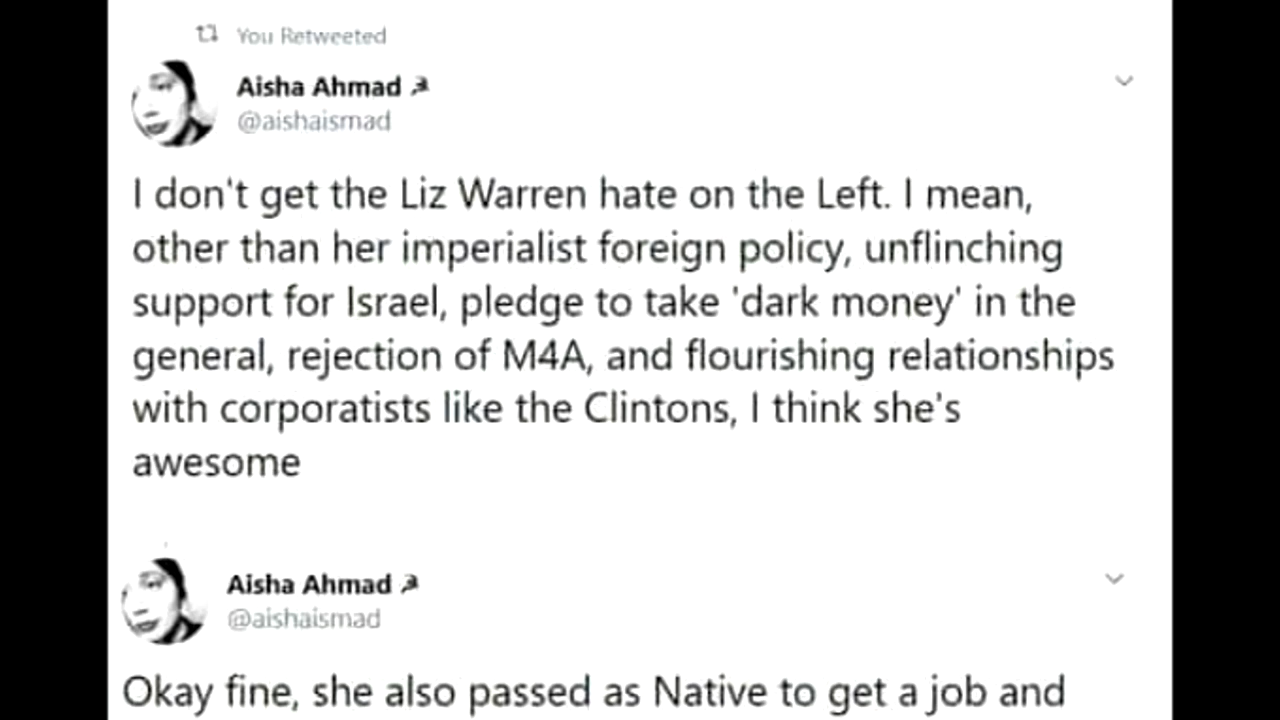 You Retweeted
Aisha Ahmad
@aishaismad
I don't get the Liz Warren hate on the Left. I mean,
other than her imperialist foreign policy, unflinching
support for Israel, pledge to take 'dark money' in the
general, rejection of M4A, and flourishing relationships
with corporatists like the Clintons, I think she's
awesome
Aisha Ahmad
@aishaismad
Okay fine, she also passed as Native to get a job and